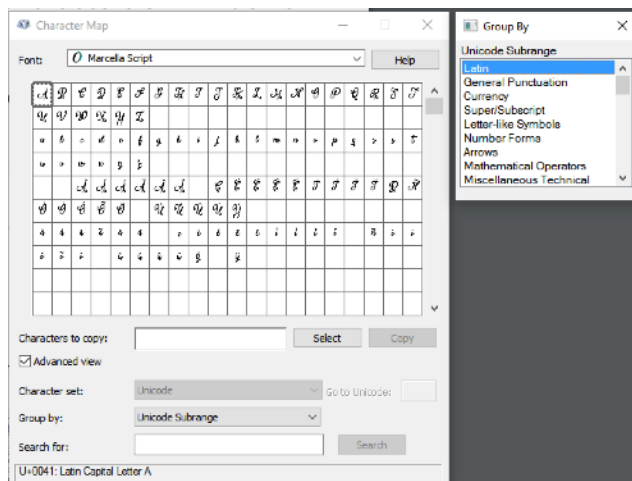 Character Map
Font:
O Marcella Script
Help
A B C D E F G H I J K L M N O P Q R S T
U V W X Y Z
a b c d e f g h i j k l m n o p q r s t
u v w x y z
Characters to copy:
Select
Copy
Advanced view
Character set:
Unicode
Go to Unicode:
Group by:
Unicode Subrange
Search for:
Search
U+0041: Latin Capital Letter A
Group By
Unicode Subrange
Latin
General Punctuation
Currency
Super/Subscript
Letter-like Symbols
Number Forms
Arrows
Mathematical Operators
Miscellaneous Technical